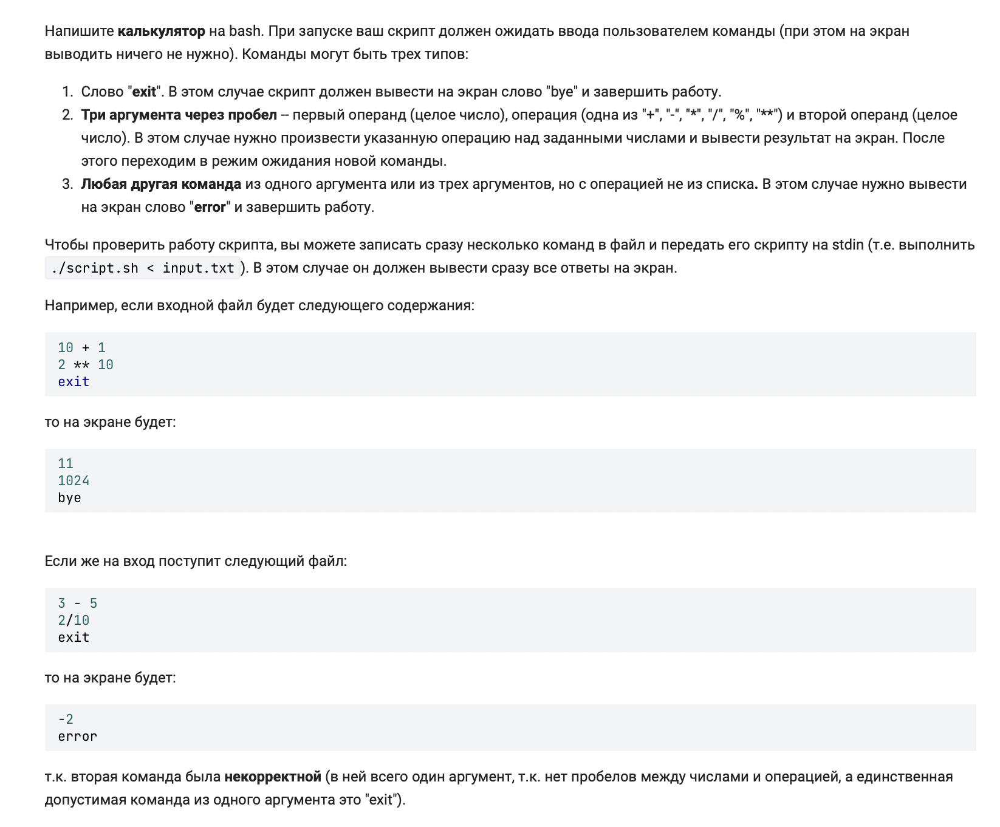 Напишите калькулятор на bash. При запуске ваш скрипт должен ожидать ввода пользователем команды (при этом на экран
выводить ничего не нужно). Команды могут быть трех типов:
1. Слово "exit". В этом случае скрипт должен вывести на экран слово "bye" и завершить работу.
2. Три аргумента через пробел -- первый операнд (целое число), операция (одна из "+", "-", "*", "/", "%", "**") и второй операнд (целое
число). В этом случае нужно произвести указанную операцию над заданными числами и вывести результат на экран. После
этого переходим в режим ожидания новой команды.
3. Любая другая команда из одного аргумента или из трех аргументов, но с операцией не из списка. В этом случае нужно вывести
на экран слово "error" и завершить работу.
Чтобы проверить работу скрипта, вы можете записать сразу несколько команд в файл и передать его скрипту на stdin (т.е. выполнить
./script.sh < input.txt ). В этом случае он должен вывести сразу все ответы на экран.
Например, если входной файл будет следующего содержания:
10 + 1
2 ** 10
exit
то на экране будет:
11
1024
bye
Если же на вход поступит следующий файл:
3 - 5
2/10
exit
то на экране будет:
-2
error
т.к. вторая команда была некорректной (в ней всего один аргумент, т.к. нет пробелов между числами и операцией, а единственная
допустимая команда из одного аргумента это "exit").